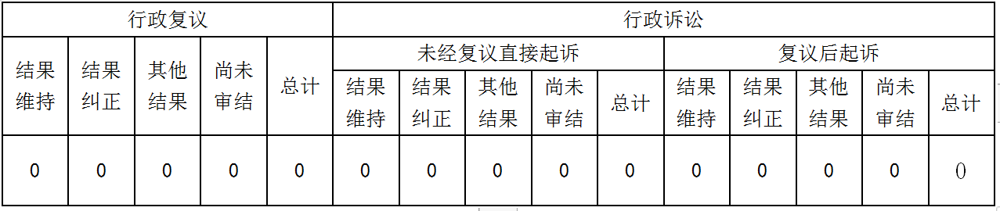 行政复议 行政诉讼
未经复议直接起诉 复议后起诉
结果维持 结果纠正 其他结果 尚未审结 总计 结果维持 结果纠正 其他结果 尚未审结 总计 结果维持 结果纠正 其他结果 尚未审结 总计
0 0 0 0 0 0 0 0 0 0 0 0 0 0 0